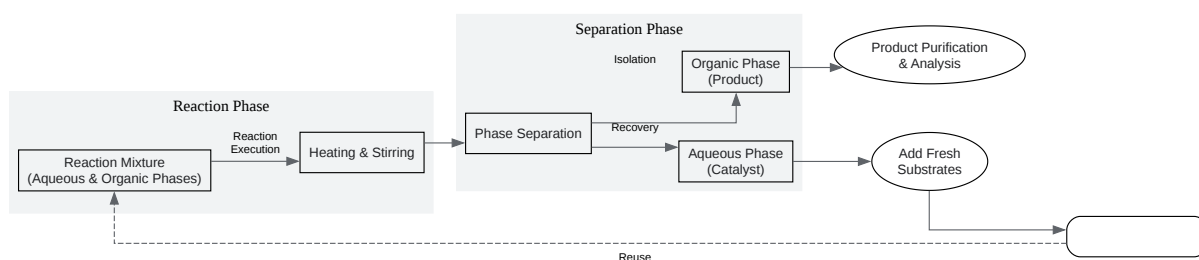 Separation Phase
Isolation
Organic Phase
(Product)
Product Purification
& Analysis
Reaction Phase
Reaction
Execution
Reaction Mixture
(Aqueous & Organic Phases)
Heating & Stirring
Phase Separation
Recovery
Aqueous Phase
(Catalyst)
Add Fresh
Substrates
Reuse